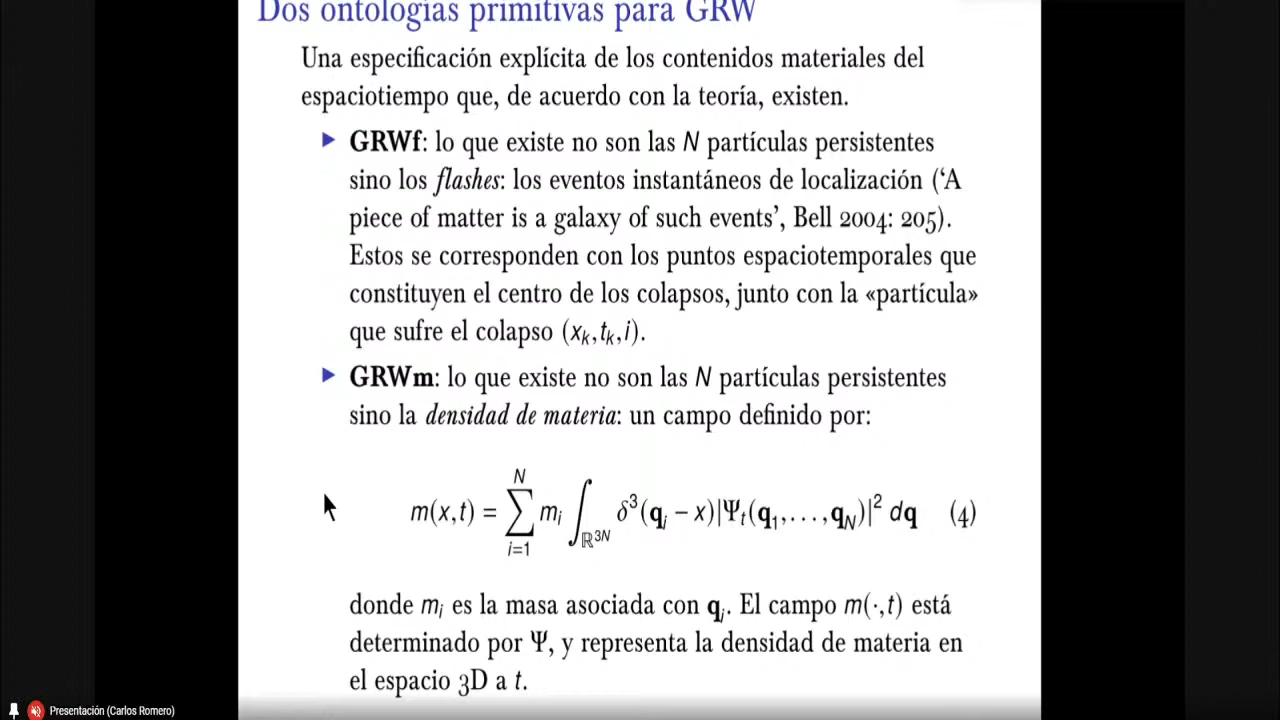 Dos ontologías primitivas para GRW
Una especificación explícita de los contenidos materiales del
espaciotiempo que, de acuerdo con la teoría, existen.
▶ GRWf: lo que existe no son las N partículas persistentes
sino los flashes: los eventos instantáneos de localización (‘A
piece of matter is a galaxy of such events’, Bell 2004: 205).
Estos se corresponden con los puntos espaciotemporales que
constituyen el centro de los colapsos, junto con la «partícula»
que sufre el colapso (xₖ,tₖ,i).
▶ GRWm: lo que existe no son las N partículas persistentes
sino la densidad de materia: un campo definido por:
m(x,t) = ∑_{i=1}^{N} m_i ∫_{ℝ^{3N}} δ³(q_i − x)|Ψ_t(q_1,...,q_N)|² dq (4)
donde m_i es la masa asociada con q_i. El campo m(·,t) está
determinado por Ψ, y representa la densidad de materia en
el espacio 3D a t.
Presentación (Carlos Romero)